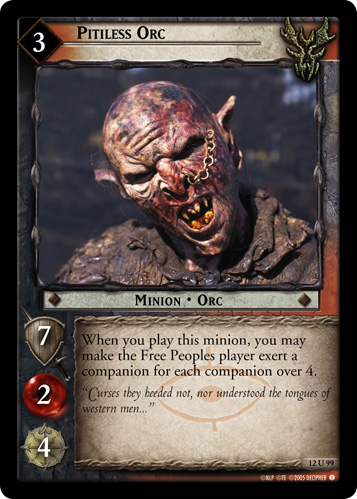 3
Pitiless Orc
Minion • Orc
7
When you play this minion, you may
make the Free Peoples player exert a
companion for each companion over 4.
2
“Curses they heeded not, nor understood the tongues of
western men...”
4
12 U 99
©NLP ©TE ©2005 DECIPHER